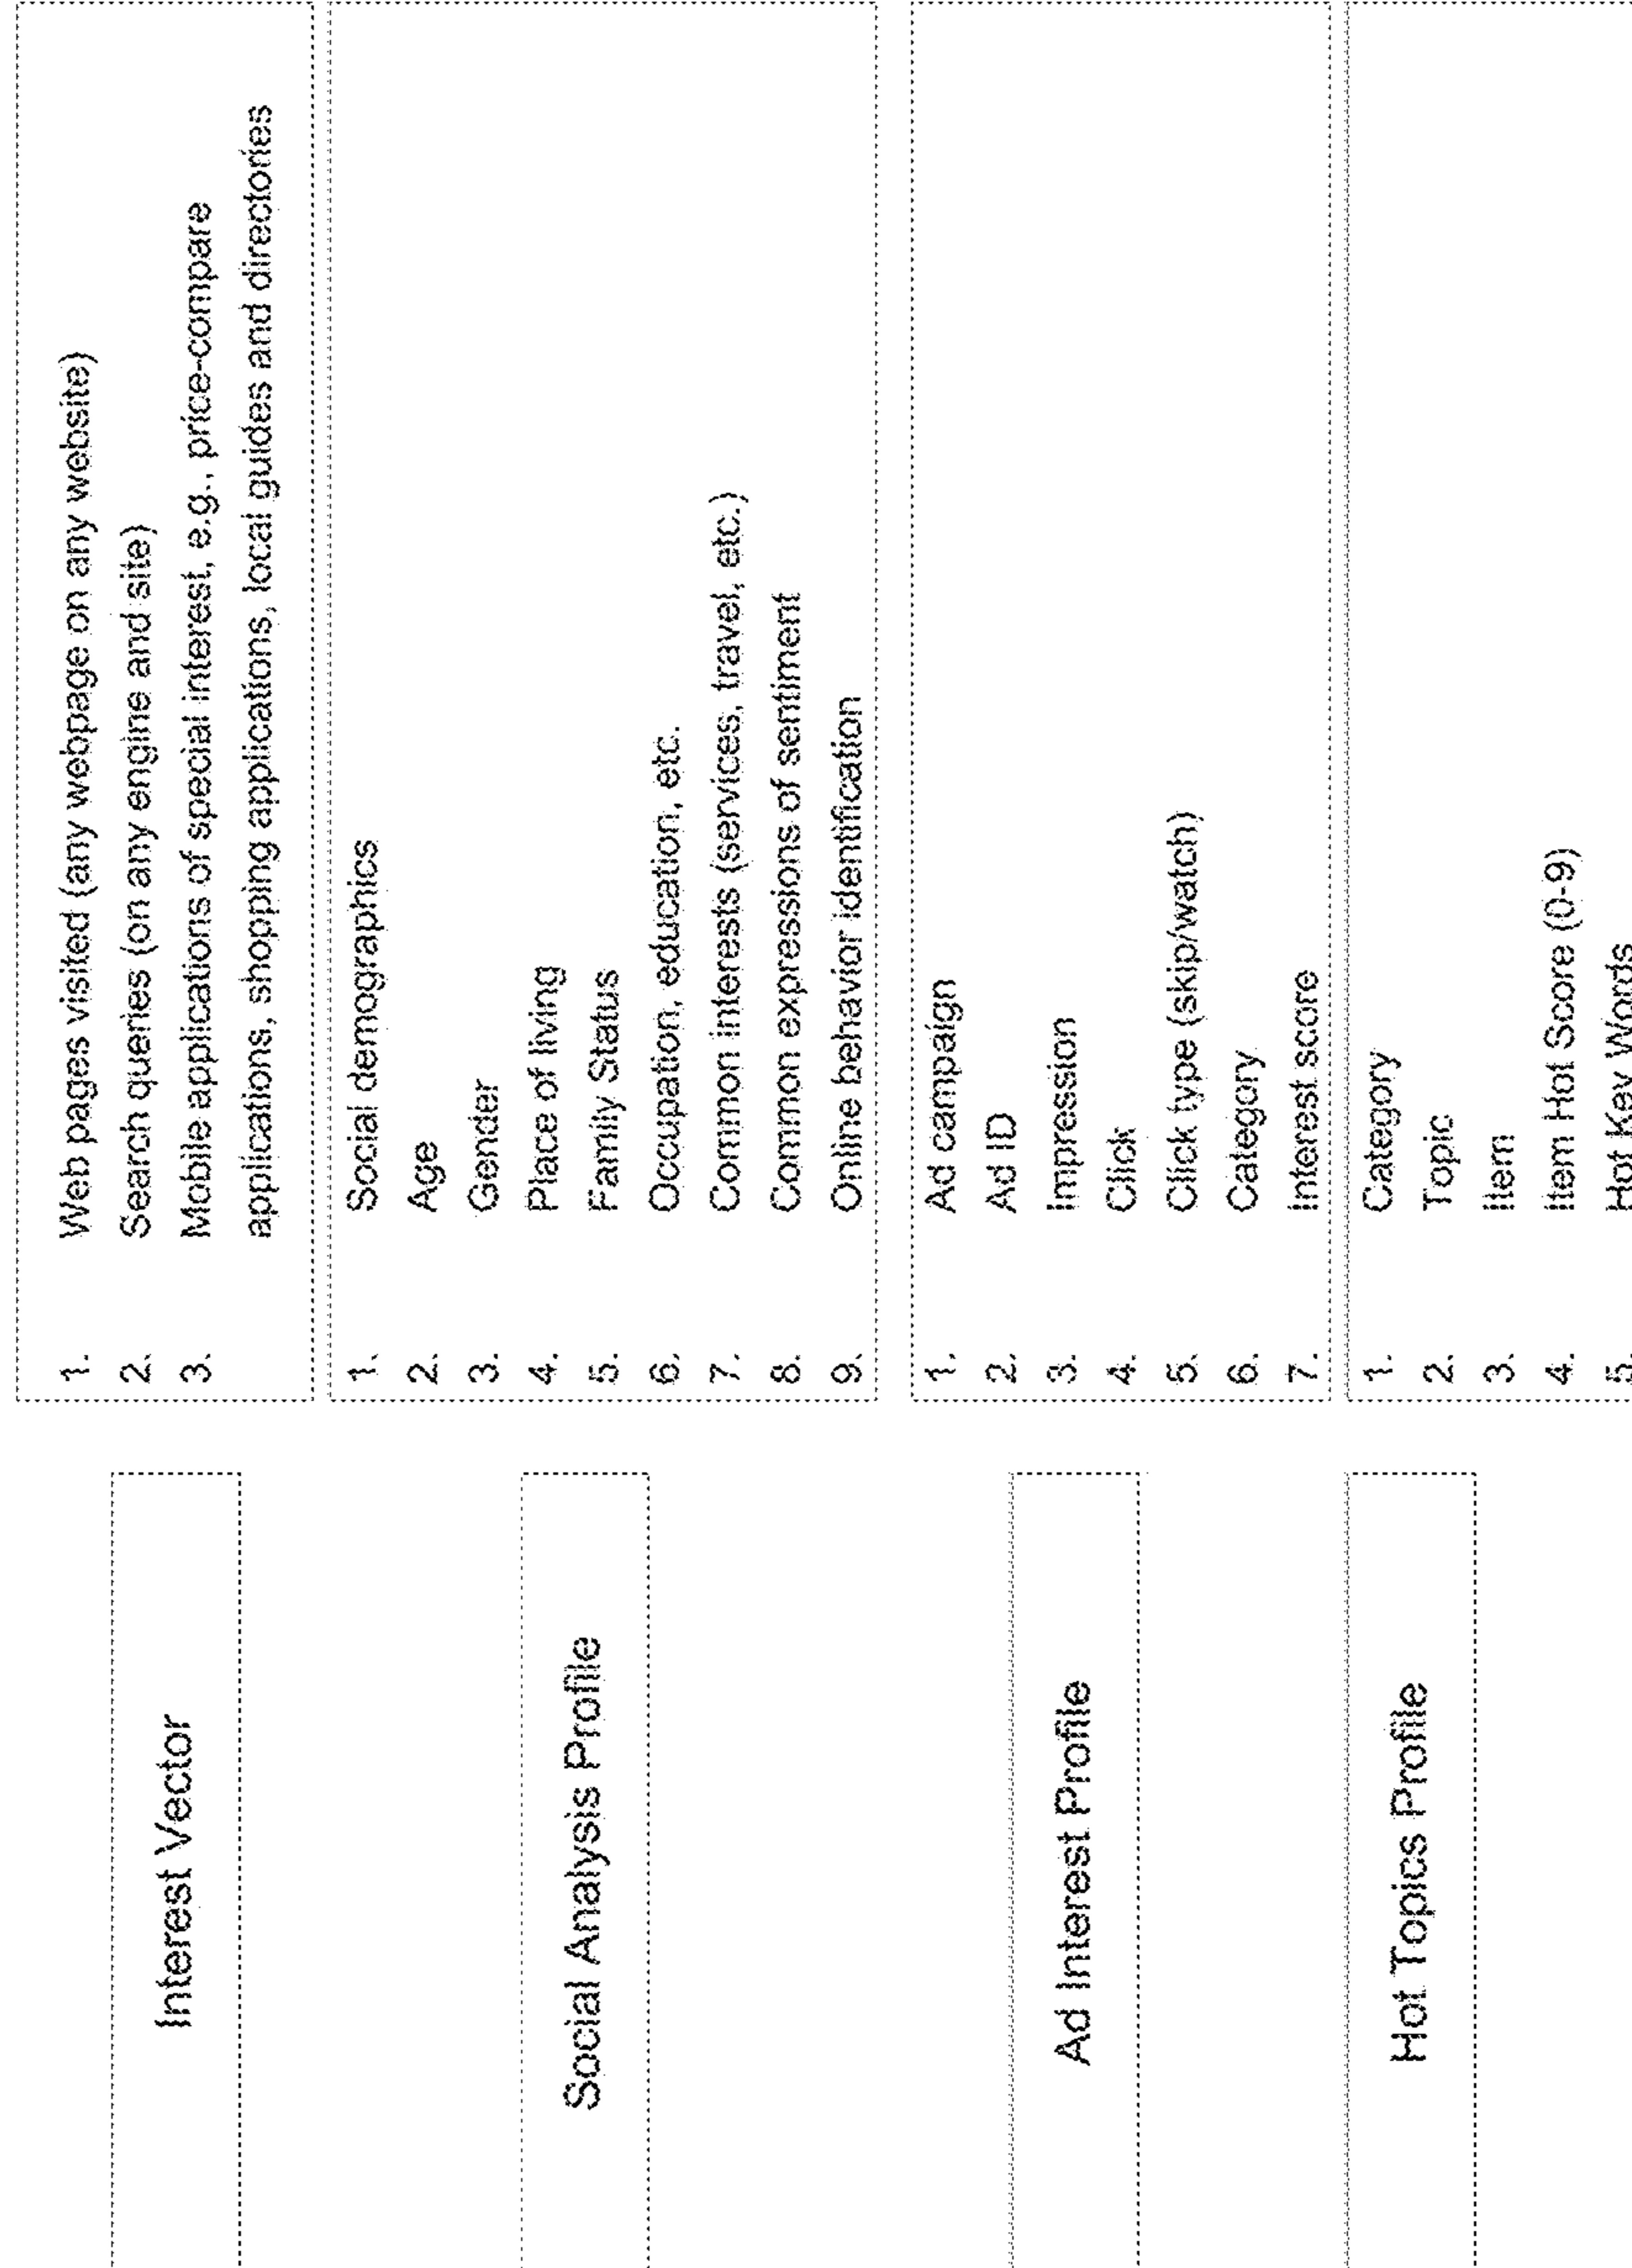 Interest Vector
1. Web pages visited (any webpage on any website)
2. Search queries (on any engine and site)
3. Mobile applications of special interest, e.g., price-compare
applications, shopping applications, local guides and directories
Social Analysis Profile
1. Social demographics
2. Age
3. Gender
4. Place of living
5. Family Status
6. Occupation, education, etc.
7. Common interests (services, travel, etc.)
8. Common expressions of sentiment
9. Online behavior identification
Ad Interest Profile
1. Ad campaign
2. Ad ID
3. Impression
4. Click
5. Click type (skip/watch)
6. Category
7. Interest score
Hot Topics Profile
1. Category
2. Topic
3. Item
4. Item Hot Score (0-9)
5. Hot Key Words